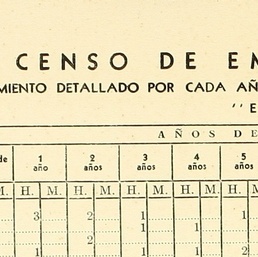 CENSO DE EM
MIENTO DETALLADO POR CADA AÑ
"E
AÑOS DE
de 1 año 2 años 3 años 4 años 5 años
M. H. M. H. M. H. M. H. M. H.
3 2 1 1
1 1
2
1 1 2